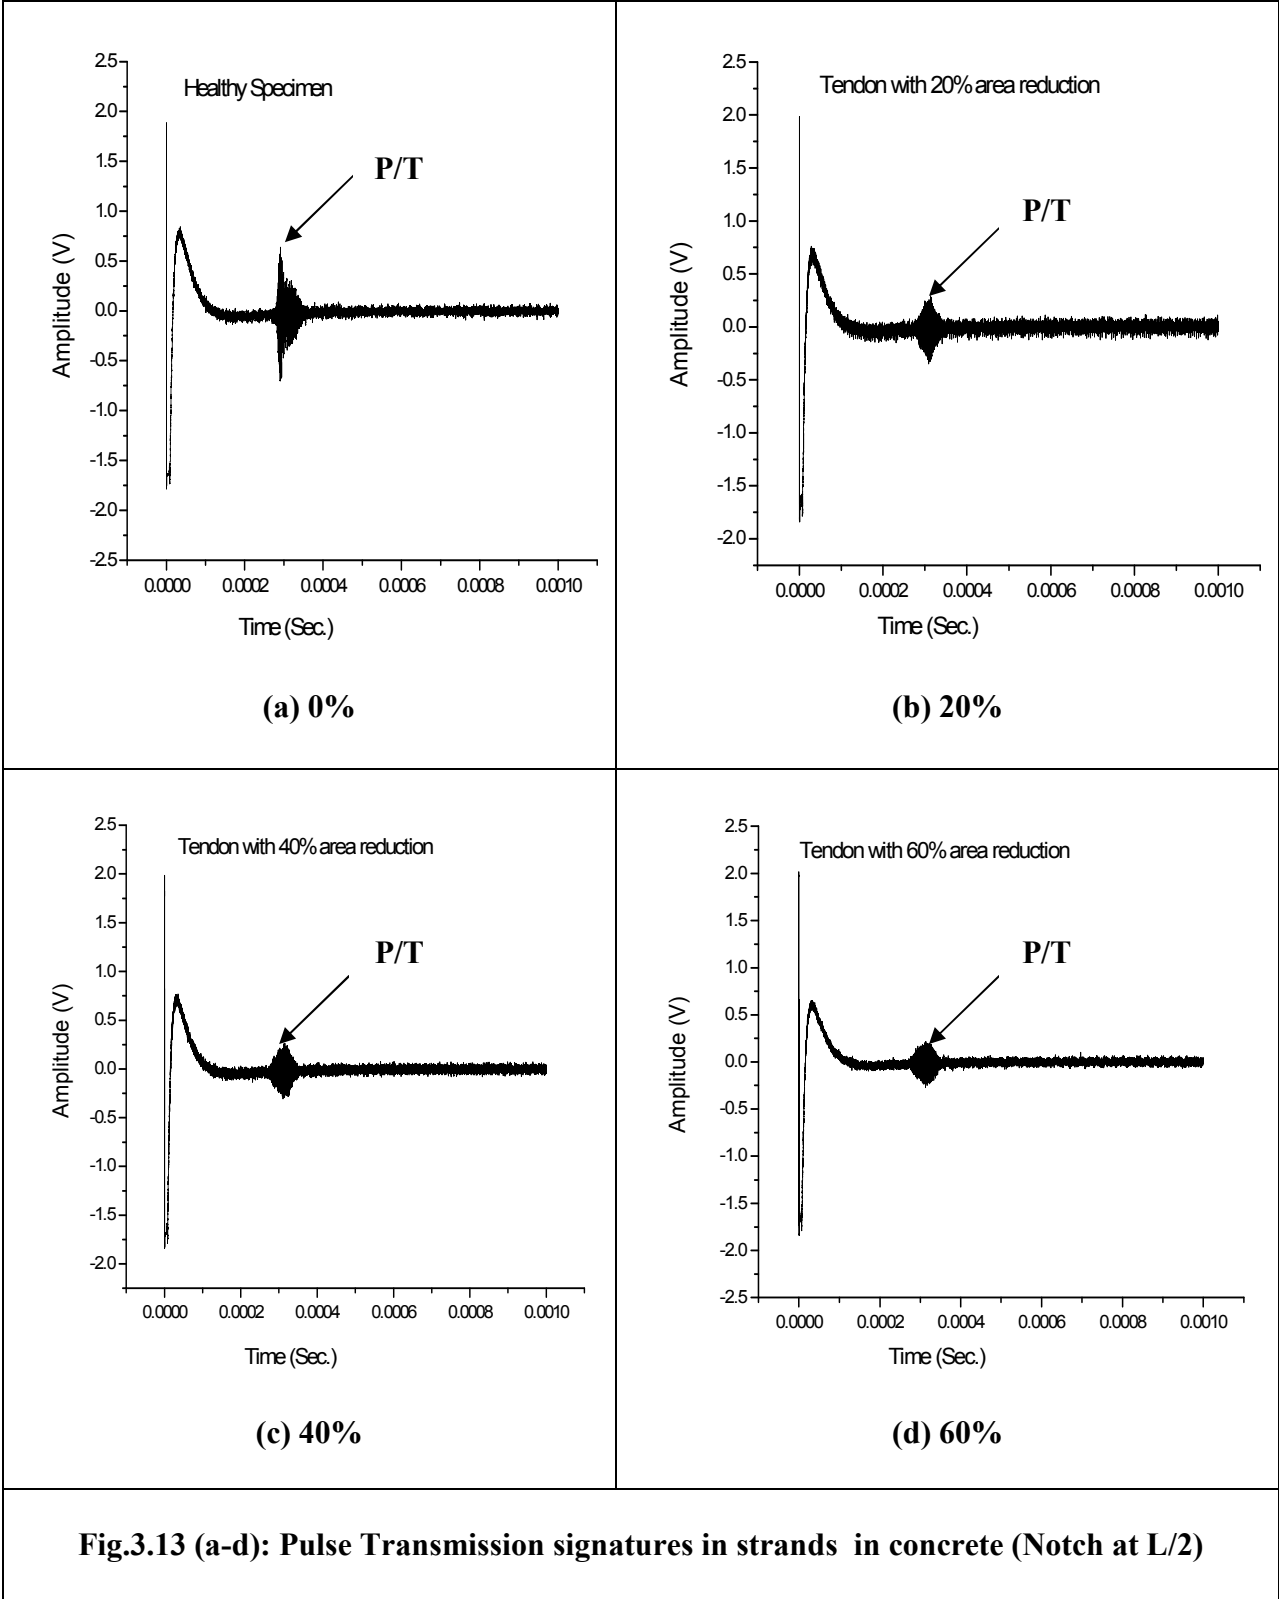 2.5
Healthy Specimen
2.0
P/T
1.5
1.0
Amplitude (V)
0.5
0.0
-0.5
-1.0
-1.5
-2.0
-2.5
0.0000 0.0002 0.0004 0.0006 0.0008 0.0010
Time (Sec.)
(a) 0%
2.5
Tendon with 20% area reduction
2.0
1.5
P/T
1.0
Amplitude (V)
0.5
0.0
-0.5
-1.0
-1.5
-2.0
0.0000 0.0002 0.0004 0.0006 0.0008 0.0010
Time (Sec.)
(b) 20%
2.5
Tendon with 40% area reduction
2.0
1.5
P/T
1.0
Amplitude (V)
0.5
0.0
-0.5
-1.0
-1.5
-2.0
0.0000 0.0002 0.0004 0.0006 0.0008 0.0010
Time (Sec.)
(c) 40%
2.5
Tendon with 60% area reduction
2.0
1.5
P/T
1.0
Amplitude (V)
0.5
0.0
-0.5
-1.0
-1.5
-2.0
-2.5
0.0000 0.0002 0.0004 0.0006 0.0008 0.0010
Time (Sec.)
(d) 60%
Fig.3.13 (a-d): Pulse Transmission signatures in strands in concrete (Notch at L/2)